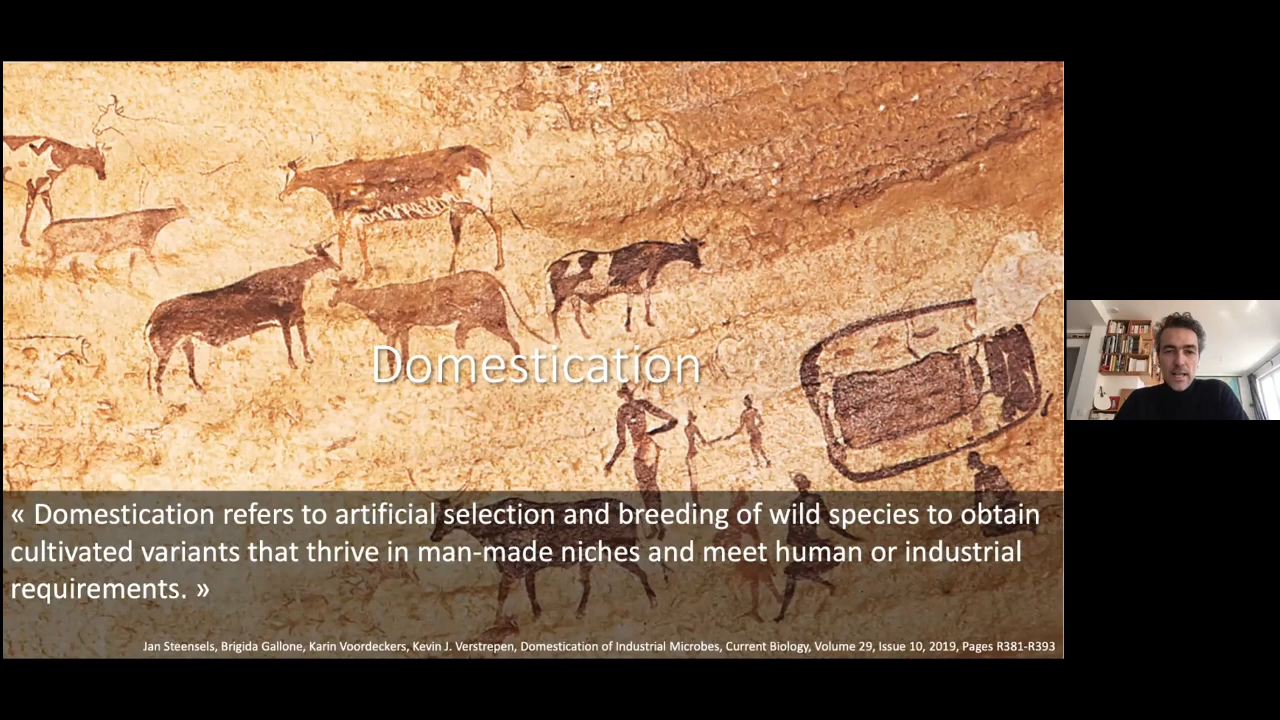 Domestication
« Domestication refers to artificial selection and breeding of wild species to obtain
cultivated variants that thrive in man-made niches and meet human or industrial
requirements. »
Jan Steensels, Brigida Gallone, Karin Voordeckers, Kevin J. Verstrepen, Domestication of Industrial Microbes, Current Biology, Volume 29, Issue 10, 2019, Pages R381-R393